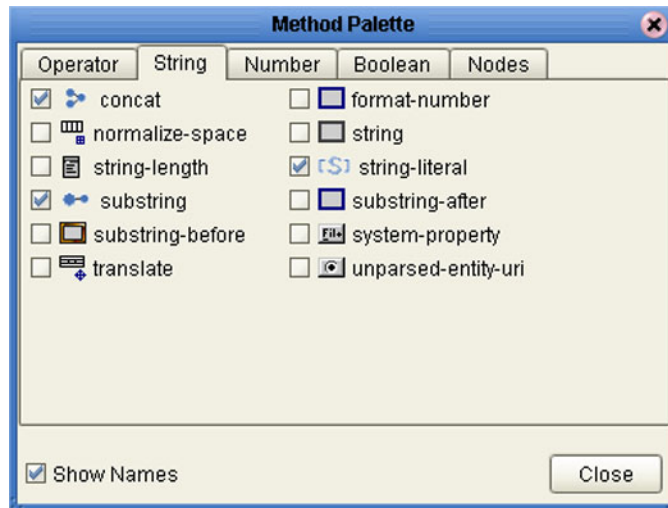 Method Palette
Operator String Number Boolean Nodes
concat format-number
normalize-space string
string-length [S] string-literal
substring substring-after
substring-before Fil+ system-property
translate unparsed-entity-uri
Show Names Close